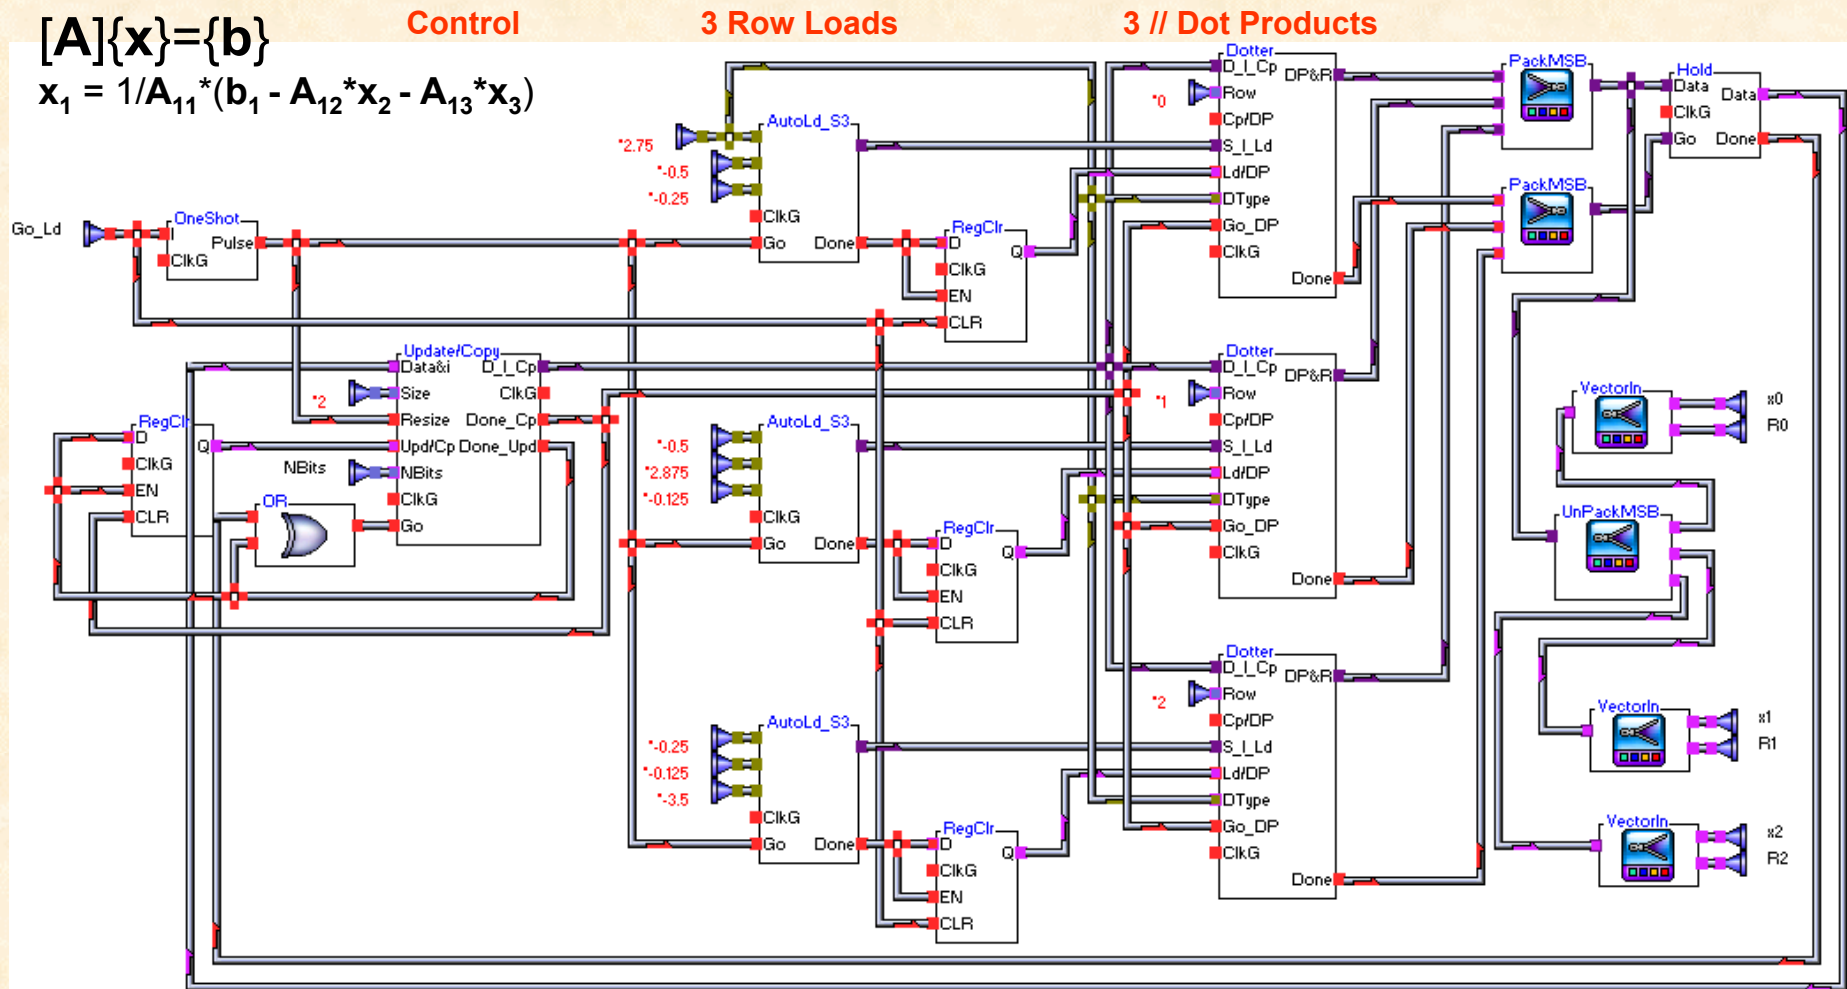 [A]{x}={b}
x₁ = 1/A₁₁*(b₁ - A₁₂*x₂ - A₁₃*x₃)
Control
3 Row Loads
3 // Dot Products
Go_Ld
OneShot
I
Pulse
ClkG
*2.75
*-0.5
*-0.25
AutoLd_S3
ClkG
Go Done
RegClr
D
Q
ClkG
EN
CLR
Update/Copy
Data&i D_I_Cp
Size ClkG
*2
Resize Done_Cp
Upd/Cp Done_Upd
NBits
NBits
ClkG
Go
RegClr
D
Q
ClkG
EN
CLR
OR
*-0.5
*2.875
*-0.125
AutoLd_S3
ClkG
Go Done
RegClr
D
Q
ClkG
EN
CLR
*-0.25
*-0.125
*-3.5
AutoLd_S3
ClkG
Go Done
RegClr
D
Q
ClkG
EN
CLR
Dotter
D_I_Cp DP&R
*0
Row
Cp/DP
S_I_Ld
Ld/DP
DType
Go_DP
ClkG
Done
Dotter
D_I_Cp DP&R
*1
Row
Cp/DP
S_I_Ld
Ld/DP
DType
Go_DP
ClkG
Done
Dotter
D_I_Cp DP&R
*2
Row
Cp/DP
S_I_Ld
Ld/DP
DType
Go_DP
ClkG
Done
PackMSB
PackMSB
Hold
Data Data
ClkG
Go Done
VectorIn
x0
R0
UnPackMSB
VectorIn
x1
R1
VectorIn
x2
R2